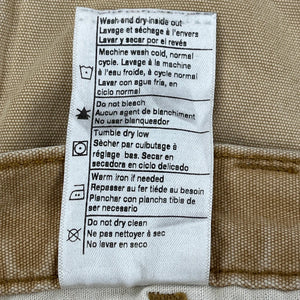 Wash and dry inside out
Lavage et séchage à l'envers
Lavar y secar por el revés
Machine wash cold, normal
cycle. Lavage à la machine
à l'eau froide, à cycle normal
Lavar con agua fría, en
ciclo normal
Do not bleach
Aucun agent de blanchiment
No usar blanqueador
Tumble dry low
Sècher par culbutage à
réglage bas. Secar en
secadora en ciclo delicado
Warm iron if needed
Repasser au fer tiède au besoin
Planchar con plancha tibia de
ser necesario
Do not dry clean
Ne pas nettoyer à sec
No lavar en seco